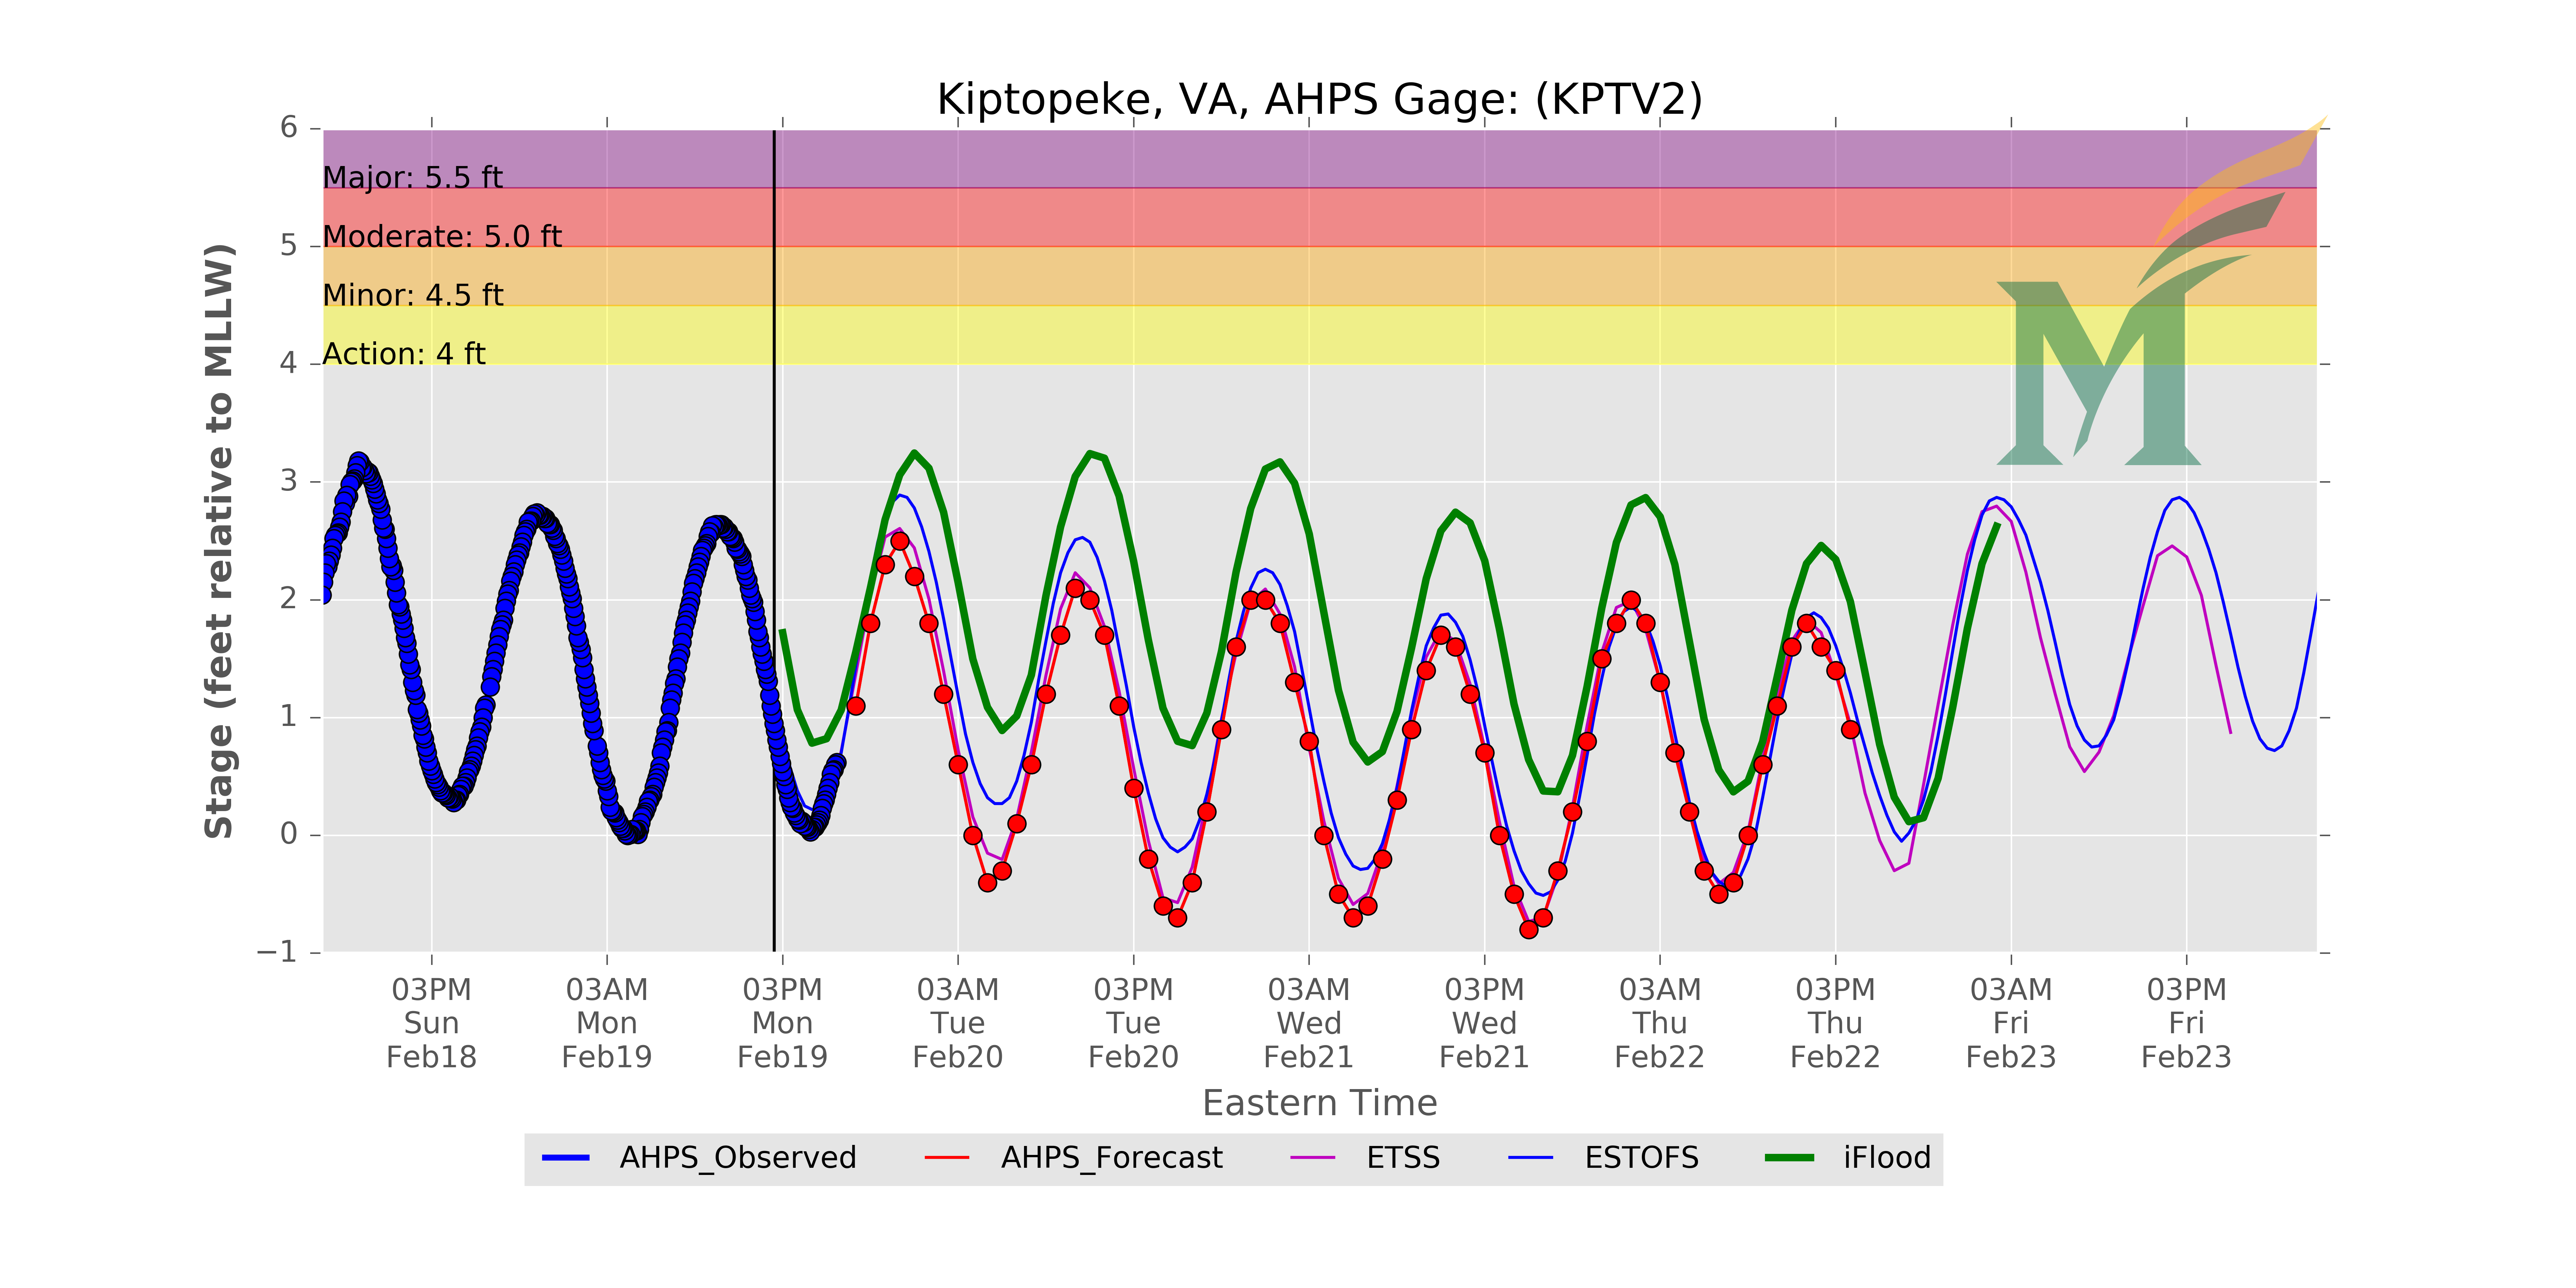 Kiptopeke, VA, AHPS Gage: (KPTV2)
6
5
4
3
2
1
0
−1
Stage (feet relative to MLLW)
Major: 5.5 ft
Moderate: 5.0 ft
Minor: 4.5 ft
Action: 4 ft
M
03PM 03AM 03PM 03AM 03PM 03AM 03PM 03AM 03PM 03AM 03PM
Sun Mon Mon Tue Tue Wed Wed Thu Thu Fri Fri
Feb18 Feb19 Feb19 Feb20 Feb20 Feb21 Feb21 Feb22 Feb22 Feb23 Feb23
Eastern Time
AHPS_Observed AHPS_Forecast ETSS ESTOFS iFlood